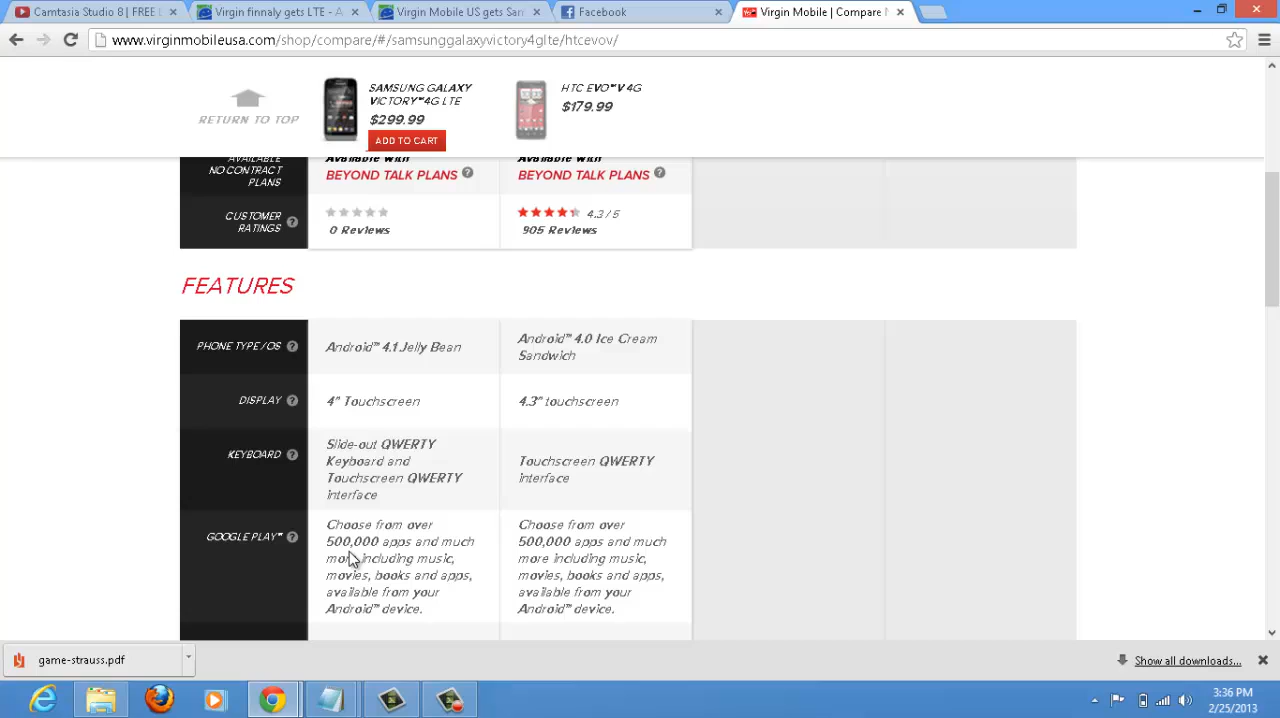 Camtasia Studio 8 | FREE
Virgin finnaly gets LTE - A
Virgin Mobile US gets Sam
Facebook
Virgin Mobile | Compare
www.virginmobileusa.com/shop/compare/#/samsunggalaxyvictory4glte/htcevov/
RETURN TO TOP
SAMSUNG GALAXY
VICTORY™4G LTE
$299.99
ADD TO CART
HTC EVO™V 4G
$179.99
AVAILABLE
NO CONTRACT
PLANS
Available with
BEYOND TALK PLANS
Available with
BEYOND TALK PLANS
CUSTOMER
RATINGS
0 Reviews
4.3 / 5
905 Reviews
FEATURES
PHONE TYPE / OS
Android™ 4.1 Jelly Bean
Android™ 4.0 Ice Cream
Sandwich
DISPLAY
4" Touchscreen
4.3" touchscreen
KEYBOARD
Slide-out QWERTY
Keyboard and
Touchscreen QWERTY
interface
Touchscreen QWERTY
interface
GOOGLE PLAY™
Choose from over
500,000 apps and much
more including music,
movies, books and apps,
available from your
Android™ device.
Choose from over
500,000 apps and much
more including music,
movies, books and apps,
available from your
Android™ device.
game-strauss.pdf
Show all downloads...
3:36 PM
2/25/2013